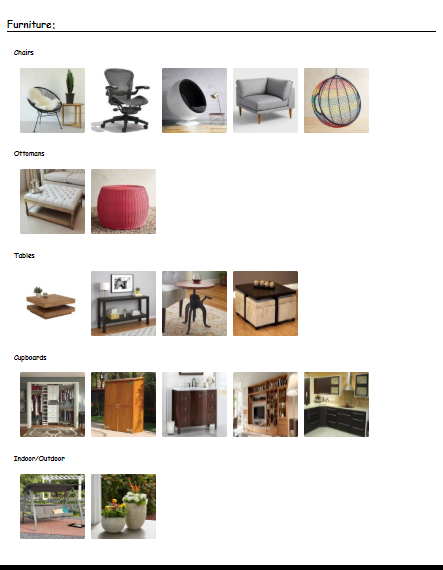 Furniture:
Chairs
Ottomans
Tables
Cupboards
Indoor/Outdoor